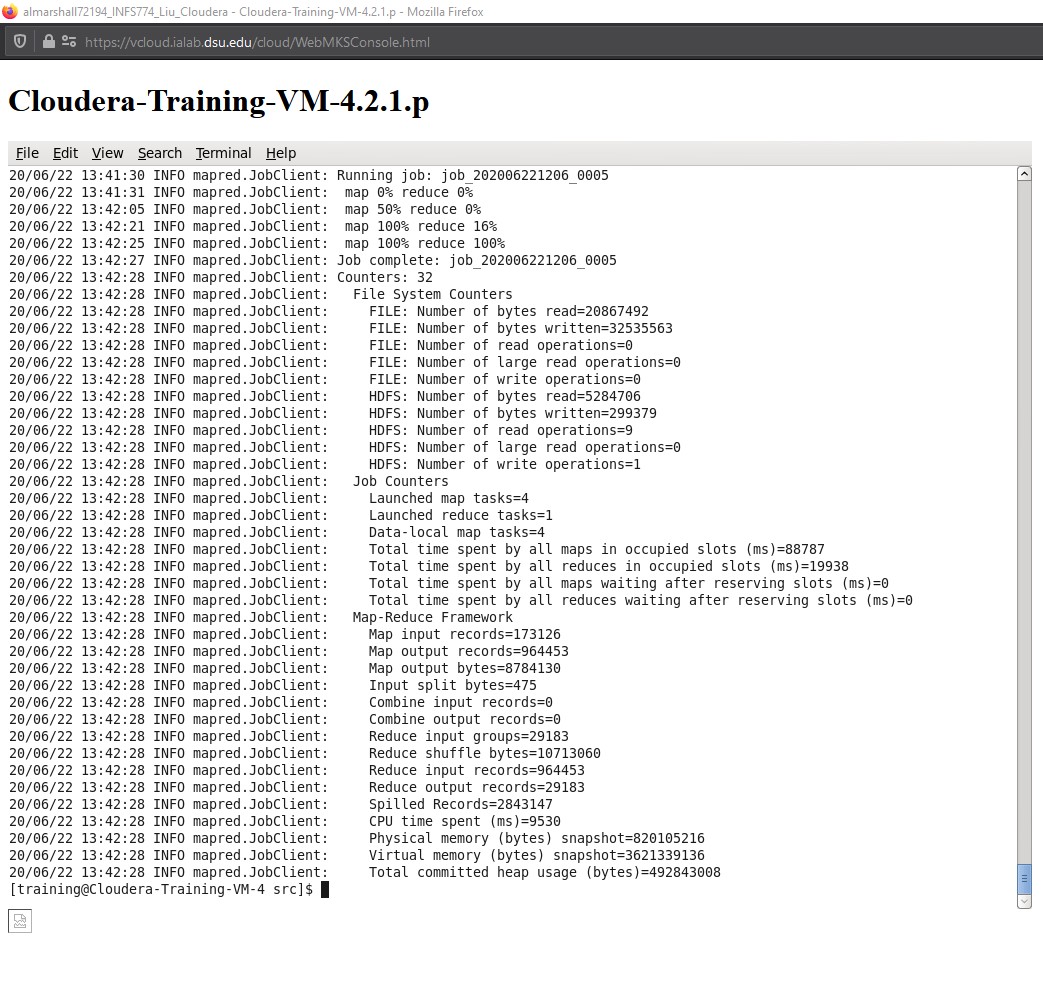 almarshall72194_INFS774_Liu_Cloudera - Cloudera-Training-VM-4.2.1.p - Mozilla Firefox
https://vcloud.ialab.dsu.edu/cloud/WebMKSConsole.html
Cloudera-Training-VM-4.2.1.p
File Edit View Search Terminal Help
20/06/22 13:41:30 INFO mapred.JobClient: Running job: job_202006221206_0005
20/06/22 13:41:31 INFO mapred.JobClient:  map 0% reduce 0%
20/06/22 13:42:05 INFO mapred.JobClient:  map 50% reduce 0%
20/06/22 13:42:21 INFO mapred.JobClient:  map 100% reduce 16%
20/06/22 13:42:25 INFO mapred.JobClient:  map 100% reduce 100%
20/06/22 13:42:27 INFO mapred.JobClient: Job complete: job_202006221206_0005
20/06/22 13:42:28 INFO mapred.JobClient: Counters: 32
20/06/22 13:42:28 INFO mapred.JobClient:   File System Counters
20/06/22 13:42:28 INFO mapred.JobClient:     FILE: Number of bytes read=20867492
20/06/22 13:42:28 INFO mapred.JobClient:     FILE: Number of bytes written=32535563
20/06/22 13:42:28 INFO mapred.JobClient:     FILE: Number of read operations=0
20/06/22 13:42:28 INFO mapred.JobClient:     FILE: Number of large read operations=0
20/06/22 13:42:28 INFO mapred.JobClient:     FILE: Number of write operations=0
20/06/22 13:42:28 INFO mapred.JobClient:     HDFS: Number of bytes read=5284706
20/06/22 13:42:28 INFO mapred.JobClient:     HDFS: Number of bytes written=299379
20/06/22 13:42:28 INFO mapred.JobClient:     HDFS: Number of read operations=9
20/06/22 13:42:28 INFO mapred.JobClient:     HDFS: Number of large read operations=0
20/06/22 13:42:28 INFO mapred.JobClient:     HDFS: Number of write operations=1
20/06/22 13:42:28 INFO mapred.JobClient:   Job Counters
20/06/22 13:42:28 INFO mapred.JobClient:     Launched map tasks=4
20/06/22 13:42:28 INFO mapred.JobClient:     Launched reduce tasks=1
20/06/22 13:42:28 INFO mapred.JobClient:     Data-local map tasks=4
20/06/22 13:42:28 INFO mapred.JobClient:     Total time spent by all maps in occupied slots (ms)=88787
20/06/22 13:42:28 INFO mapred.JobClient:     Total time spent by all reduces in occupied slots (ms)=19938
20/06/22 13:42:28 INFO mapred.JobClient:     Total time spent by all maps waiting after reserving slots (ms)=0
20/06/22 13:42:28 INFO mapred.JobClient:     Total time spent by all reduces waiting after reserving slots (ms)=0
20/06/22 13:42:28 INFO mapred.JobClient:   Map-Reduce Framework
20/06/22 13:42:28 INFO mapred.JobClient:     Map input records=173126
20/06/22 13:42:28 INFO mapred.JobClient:     Map output records=964453
20/06/22 13:42:28 INFO mapred.JobClient:     Map output bytes=8784130
20/06/22 13:42:28 INFO mapred.JobClient:     Input split bytes=475
20/06/22 13:42:28 INFO mapred.JobClient:     Combine input records=0
20/06/22 13:42:28 INFO mapred.JobClient:     Combine output records=0
20/06/22 13:42:28 INFO mapred.JobClient:     Reduce input groups=29183
20/06/22 13:42:28 INFO mapred.JobClient:     Reduce shuffle bytes=10713060
20/06/22 13:42:28 INFO mapred.JobClient:     Reduce input records=964453
20/06/22 13:42:28 INFO mapred.JobClient:     Reduce output records=29183
20/06/22 13:42:28 INFO mapred.JobClient:     Spilled Records=2843147
20/06/22 13:42:28 INFO mapred.JobClient:     CPU time spent (ms)=9530
20/06/22 13:42:28 INFO mapred.JobClient:     Physical memory (bytes) snapshot=820105216
20/06/22 13:42:28 INFO mapred.JobClient:     Virtual memory (bytes) snapshot=3621339136
20/06/22 13:42:28 INFO mapred.JobClient:     Total committed heap usage (bytes)=492843008
[training@Cloudera-Training-VM-4 src]$